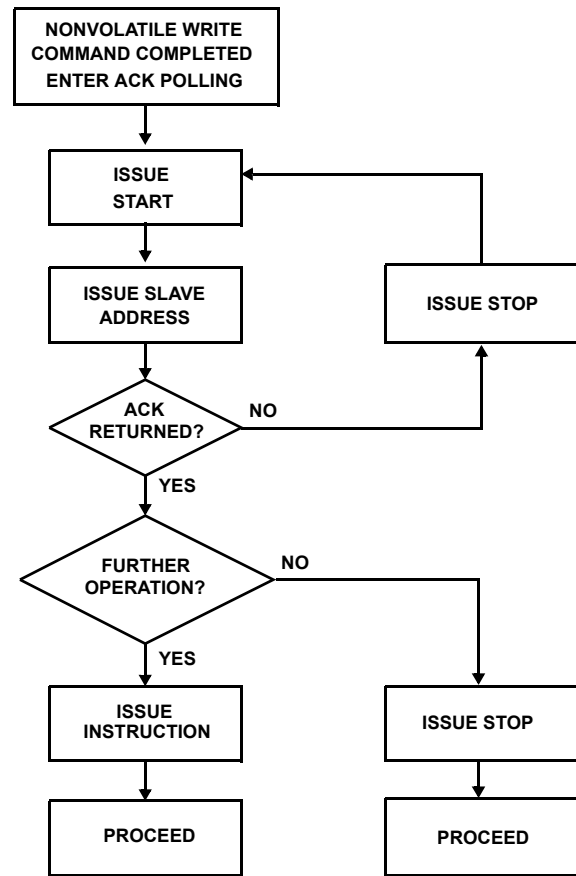 NONVOLATILE WRITE
COMMAND COMPLETED
ENTER ACK POLLING
ISSUE
START
ISSUE SLAVE
ADDRESS
ISSUE STOP
ACK
RETURNED?
NO
YES
FURTHER
OPERATION?
NO
YES
ISSUE
INSTRUCTION
ISSUE STOP
PROCEED
PROCEED